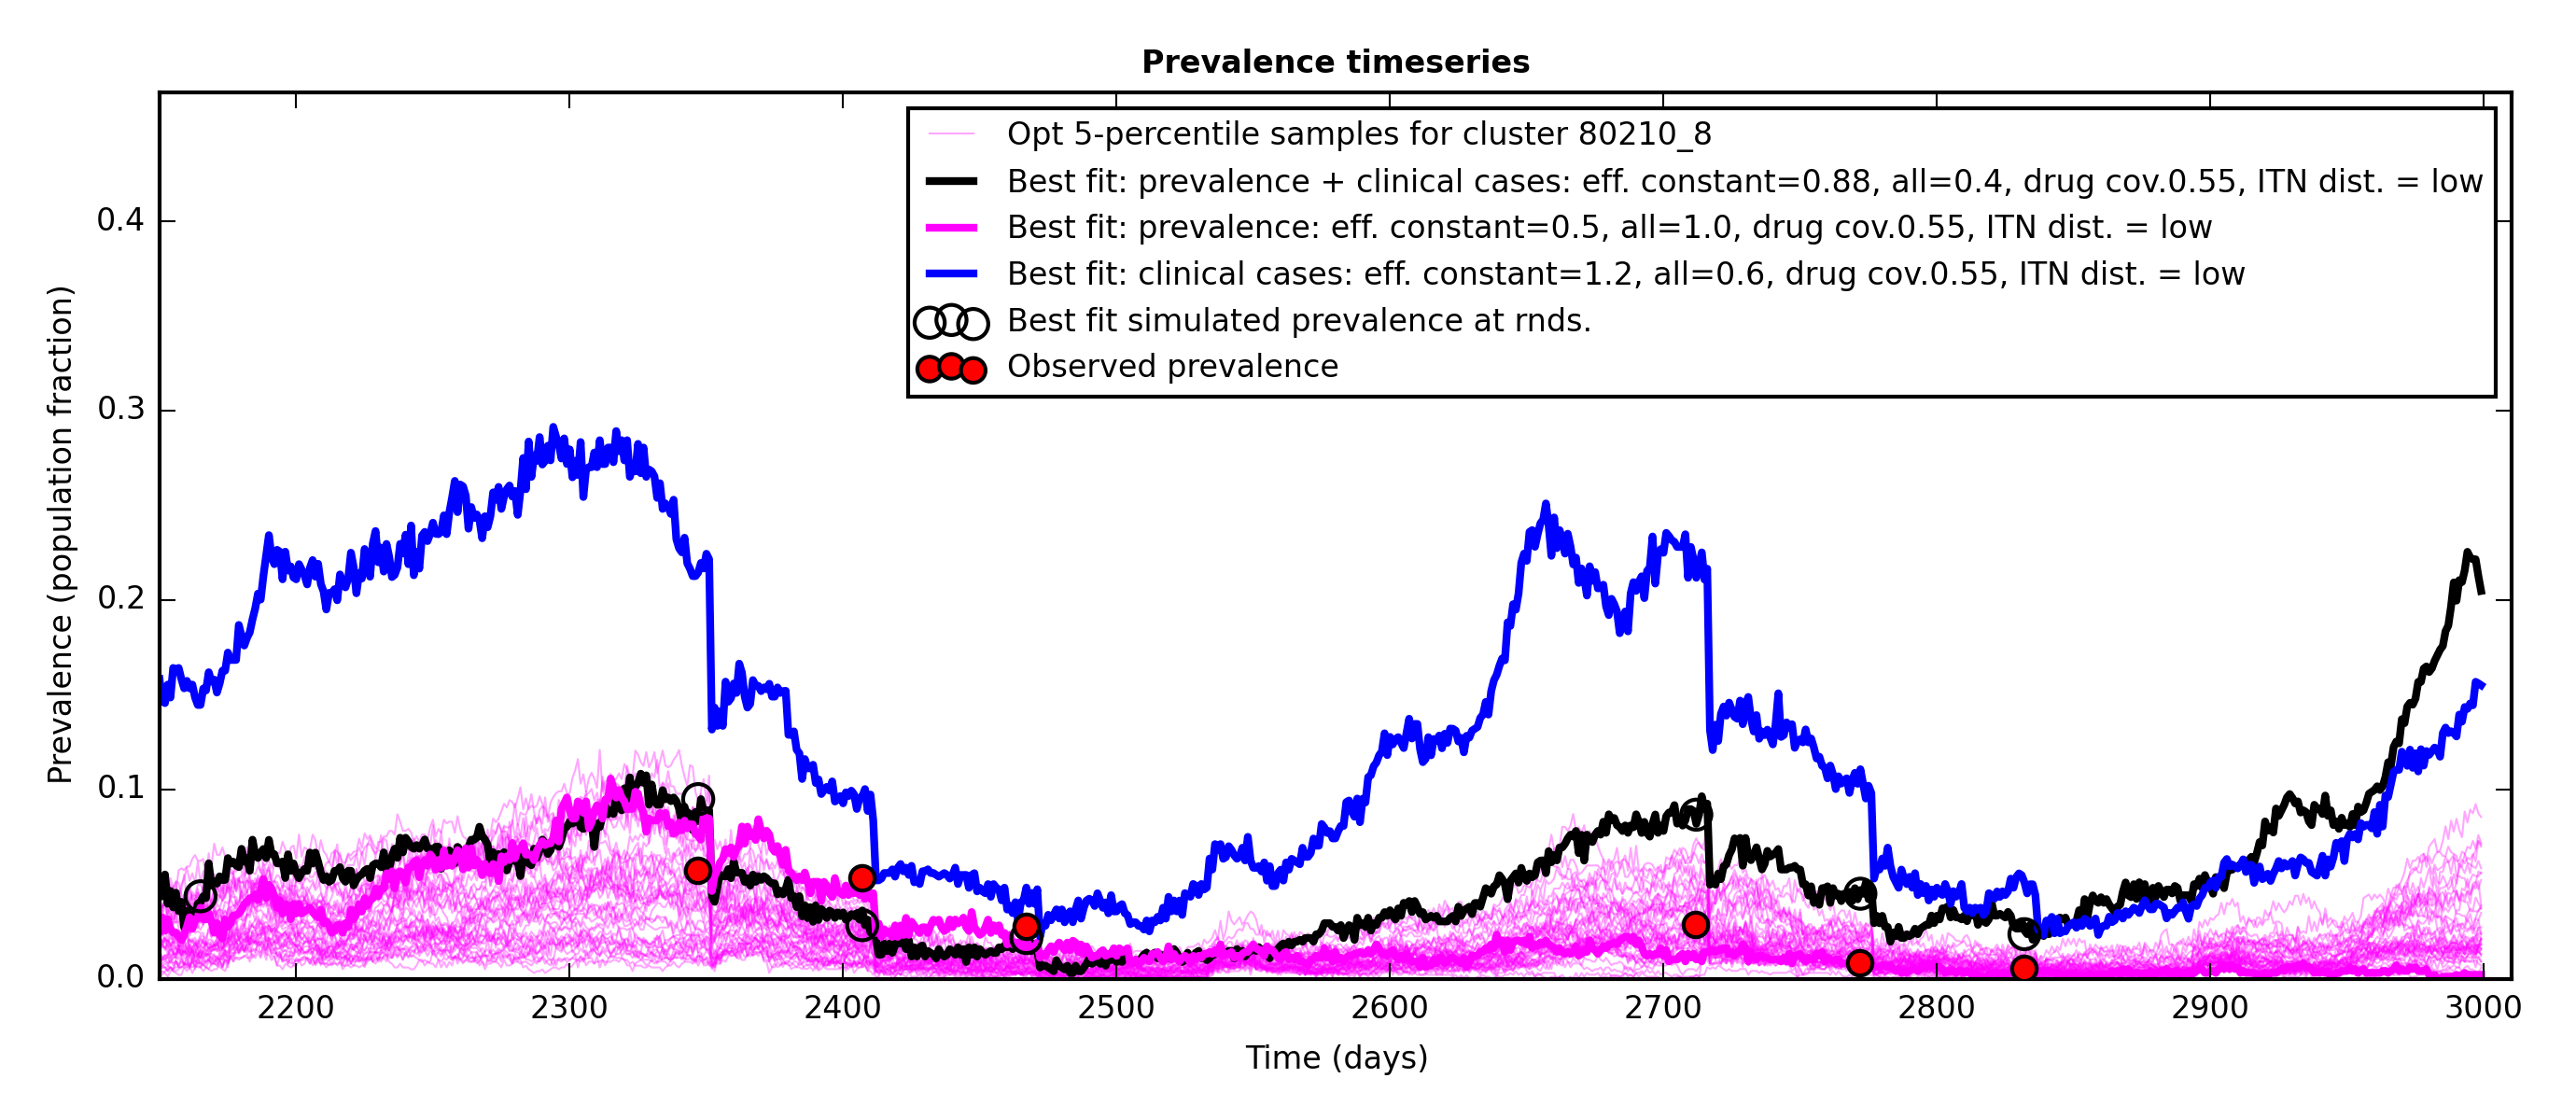 Prevalence timeseries
Opt 5-percentile samples for cluster 80210_8
Best fit: prevalence + clinical cases: eff. constant=0.88, all=0.4, drug cov.0.55, ITN dist. = low
Best fit: prevalence: eff. constant=0.5, all=1.0, drug cov.0.55, ITN dist. = low
Best fit: clinical cases: eff. constant=1.2, all=0.6, drug cov.0.55, ITN dist. = low
Best fit simulated prevalence at rnds.
Observed prevalence
Prevalence (population fraction)
0.4
0.3
0.2
0.1
0.0
2200 2300 2400 2500 2600 2700 2800 2900 3000
Time (days)